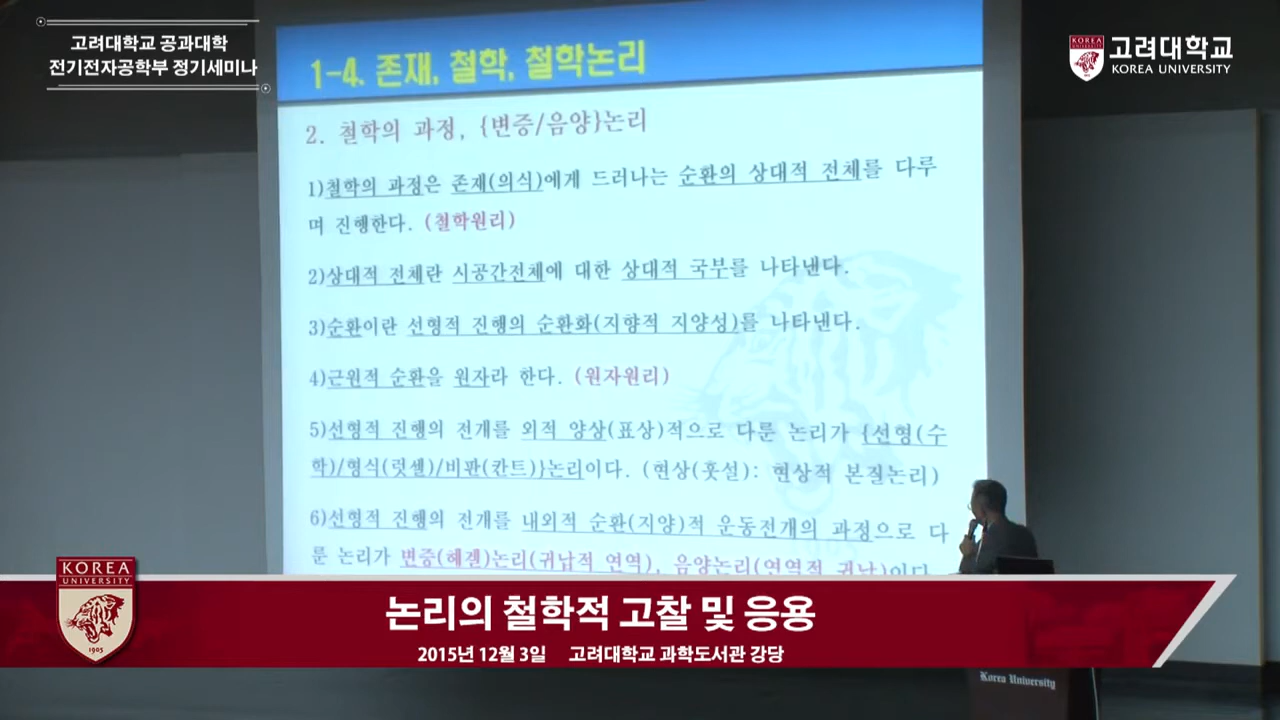 고려대학교 공과대학
전기전자공학부 정기세미나
KOREA
고려대학교
KOREA UNIVERSITY
1-4. 존재, 철학, 철학논리
2. 철학의 과정, {변증/음양}논리
1)철학의 과정은 존재(의식)에게 드러나는 순환의 상대적 전체를 다루
며 진행한다. (철학원리)
2)상대적 전체란 시공간전체에 대한 상대적 국부를 나타낸다.
3)순환이란 선형적 진행의 순환화(지향적 지양성)를 나타낸다.
4)근원적 순환을 원자라 한다. (원자원리)
5)선형적 진행의 전개를 외적 양상(표상)적으로 다룬 논리가 {선형(수
학)/형식(럿셀)/비판(칸트)}논리이다. (현상(훗설): 현상적 본질논리)
6)선형적 진행의 전개를 내외적 순환(지양)적 운동전개의 과정으로 다
룬 논리가 변증(헤겔)논리(귀납적 연역), 음양논리(연역적 귀납)이다
KOREA
UNIVERSITY
1905
논리의 철학적 고찰 및 응용
2015년 12월 3일 고려대학교 과학도서관 강당
Korea University